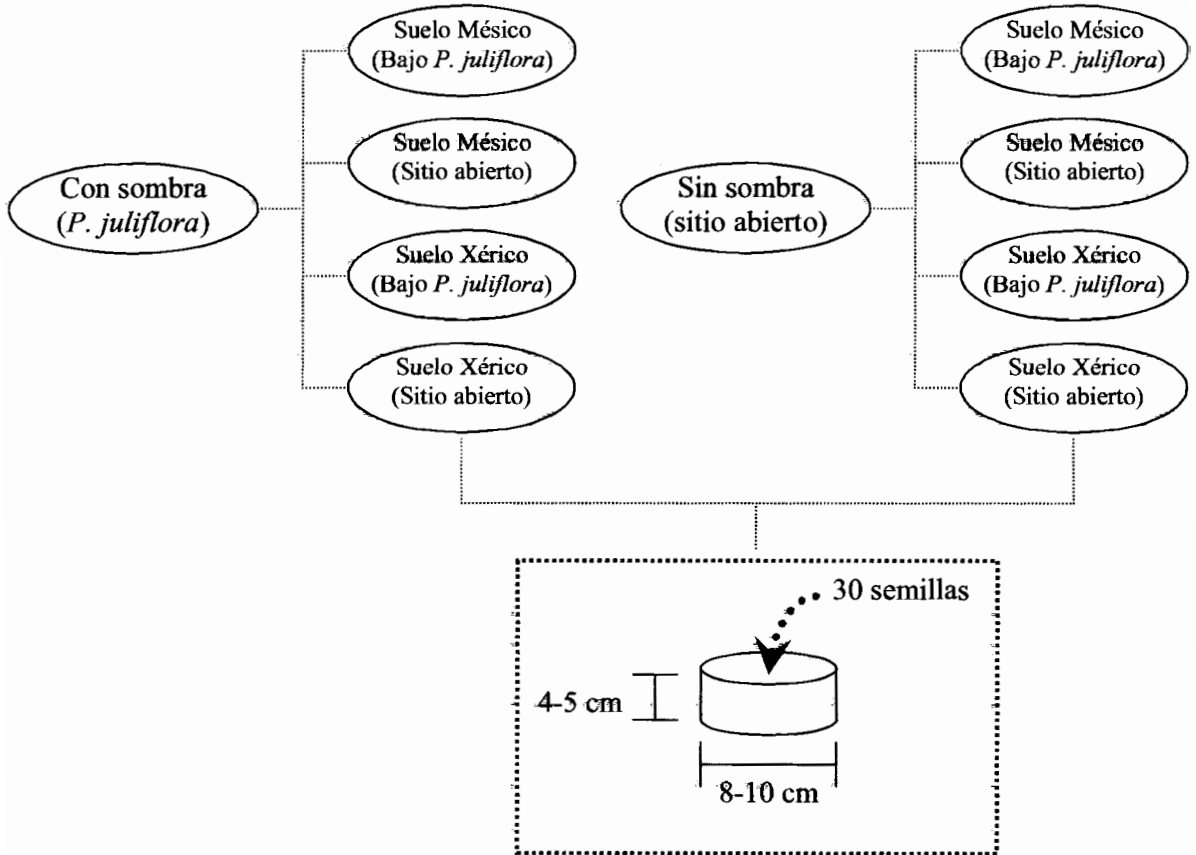 Suelo Mésico
(Bajo P. juliflora)
Suelo Mésico
(Sitio abierto)
Con sombra
(P. juliflora)
Suelo Xérico
(Bajo P. juliflora)
Suelo Xérico
(Sitio abierto)
Suelo Mésico
(Bajo P. juliflora)
Suelo Mésico
(Sitio abierto)
Sin sombra
(sitio abierto)
Suelo Xérico
(Bajo P. juliflora)
Suelo Xérico
(Sitio abierto)
30 semillas
4-5 cm
8-10 cm